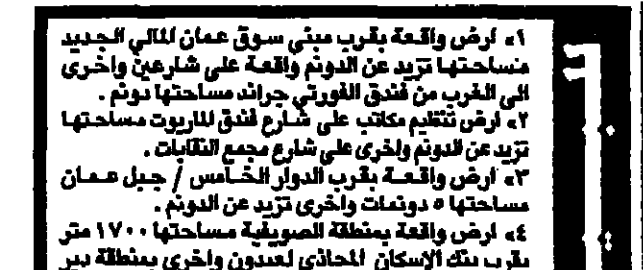 ١» ارض واقعة بقرب مبنى سوق عمان المالي الجديد
مساحتها تزيد عن الدونم واقعة على شارعين واخرى
الى الغرب من فندق الفورتي جراند مساحتها دونم .
٢» ارض تنظيم مكاتب على شارع فندق الماريوت مساحتها
تزيد عن الدونم واخرى على شارع مجمع النقابات .
٣» ارض واقعة بقرب الدوار الخامس / جبل عمان
مساحتها ٥ دونمات واخرى تزيد عن الدونم .
٤» ارض واقعة بمنطقة الصويفية مساحتها ١٧٠٠ متر
بقرب بنك الإسكان المحاذي لعبدون واخرى بمنطقة بير